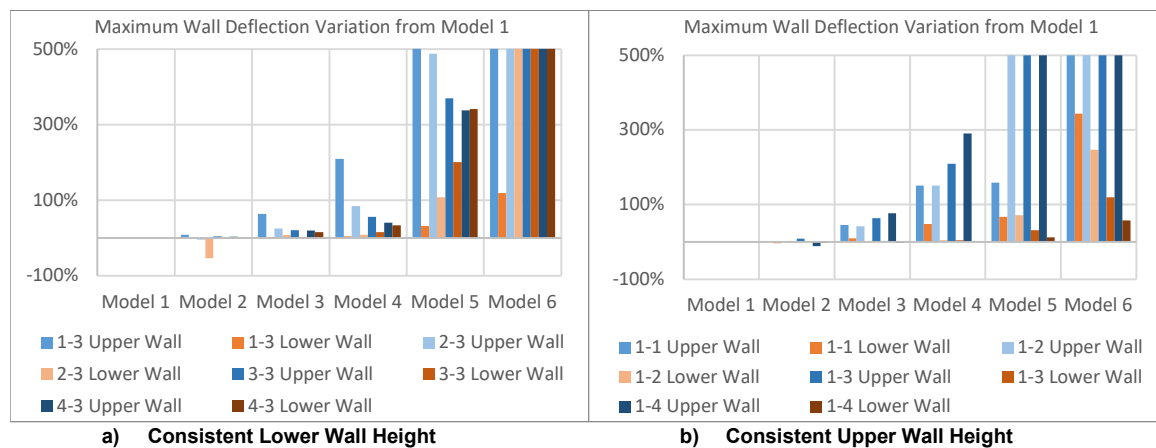 Maximum Wall Deflection Variation from Model 1
500%
300%
100%
-100%
Model 1 Model 2 Model 3 Model 4 Model 5 Model 6
1-3 Upper Wall 1-3 Lower Wall 2-3 Upper Wall
2-3 Lower Wall 3-3 Upper Wall 3-3 Lower Wall
4-3 Upper Wall 4-3 Lower Wall
a) Consistent Lower Wall Height
Maximum Wall Deflection Variation from Model 1
500%
300%
100%
-100%
Model 1 Model 2 Model 3 Model 4 Model 5 Model 6
1-1 Upper Wall 1-1 Lower Wall 1-2 Upper Wall
1-2 Lower Wall 1-3 Upper Wall 1-3 Lower Wall
1-4 Upper Wall 1-4 Lower Wall
b) Consistent Upper Wall Height